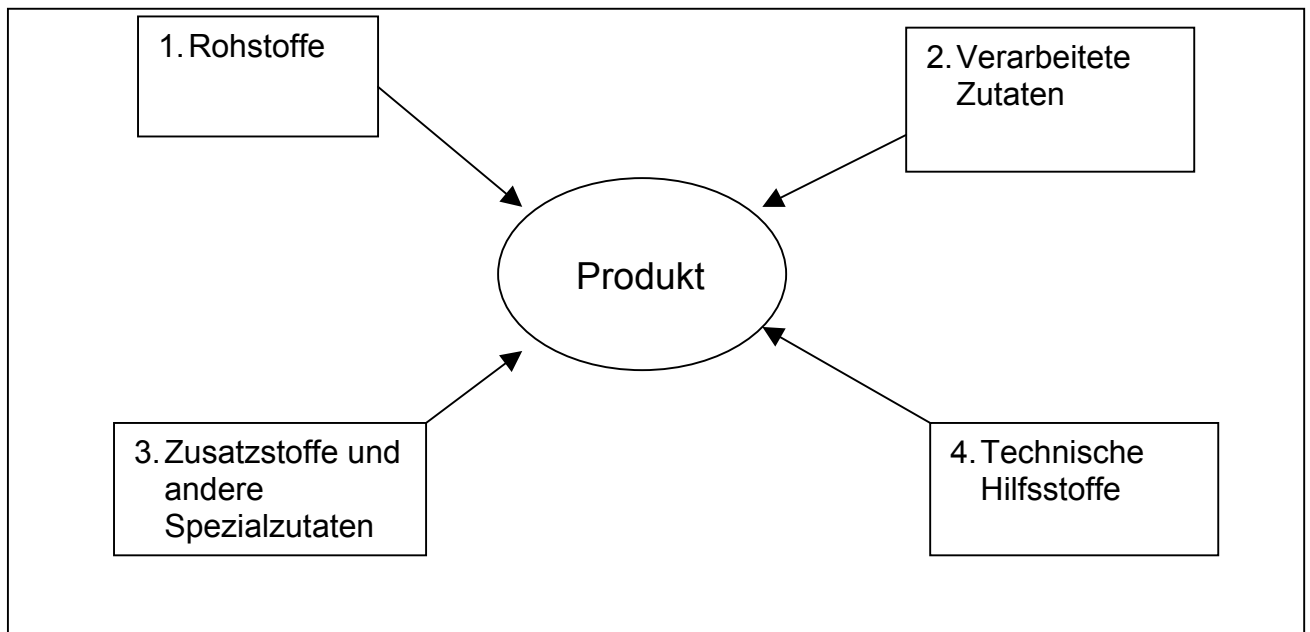 1. Rohstoffe
2. Verarbeitete
Zutaten
Produkt
3. Zusatzstoffe und
andere
Spezialzutaten
4. Technische
Hilfsstoffe